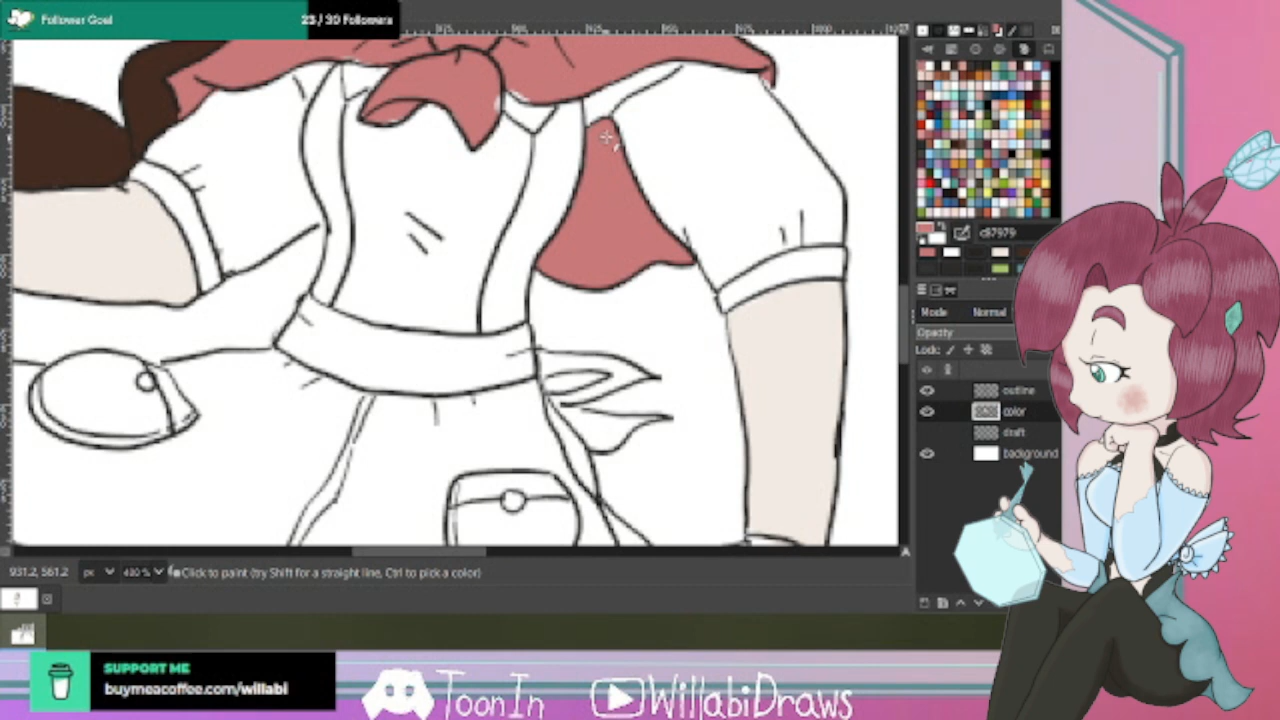 Follower Goal
23 / 30 Followers
c87979
Mode Normal
Opacity
Lock:
outline
color
draft
background
931.2, 561.2 px 400 % Click to paint (try Shift for a straight line, Ctrl to pick a color)
SUPPORT ME
buymeacoffee.com/willabi
ToonIn
WillabiDraws